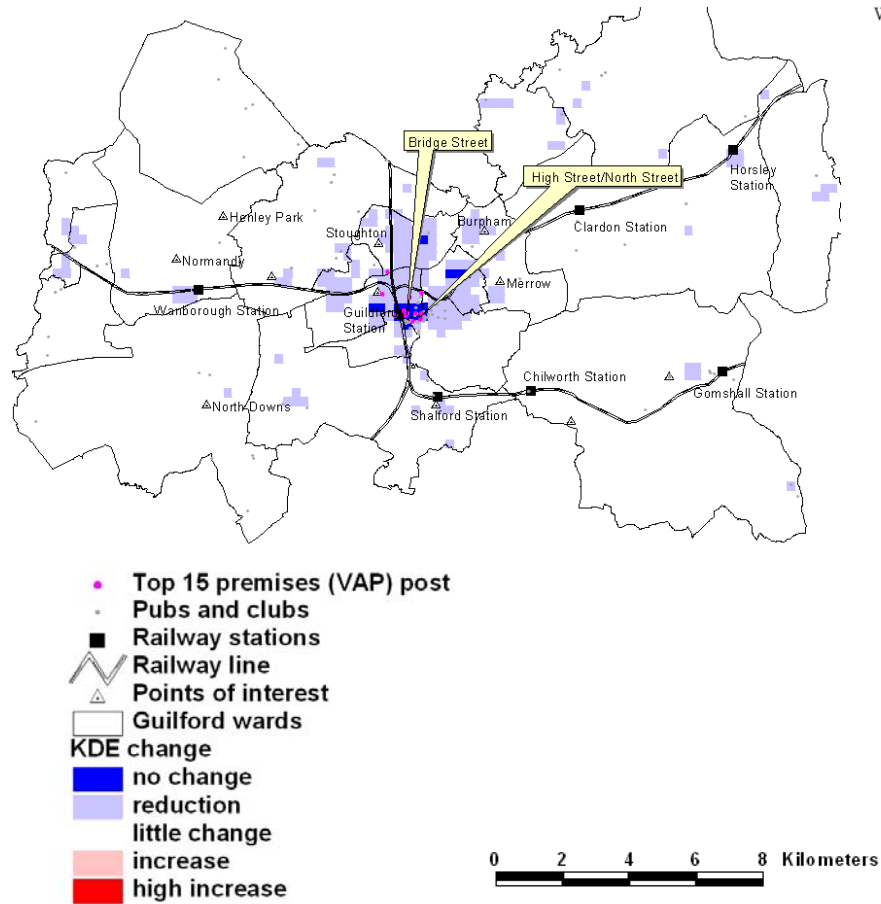 V
Bridge Street
High Street/North Street
Horsley
Station
Henley Park
Burpham
Stoughton
Clardon Station
Normandy
Merrow
Wanborough Station
Guildford
Station
Chilworth Station
Gomshall Station
North Downs
Shalford Station
Top 15 premises (VAP) post
Pubs and clubs
Railway stations
Railway line
Points of interest
Guilford wards
KDE change
no change
reduction
little change
increase
high increase
0 2 4 6 8 Kilometers